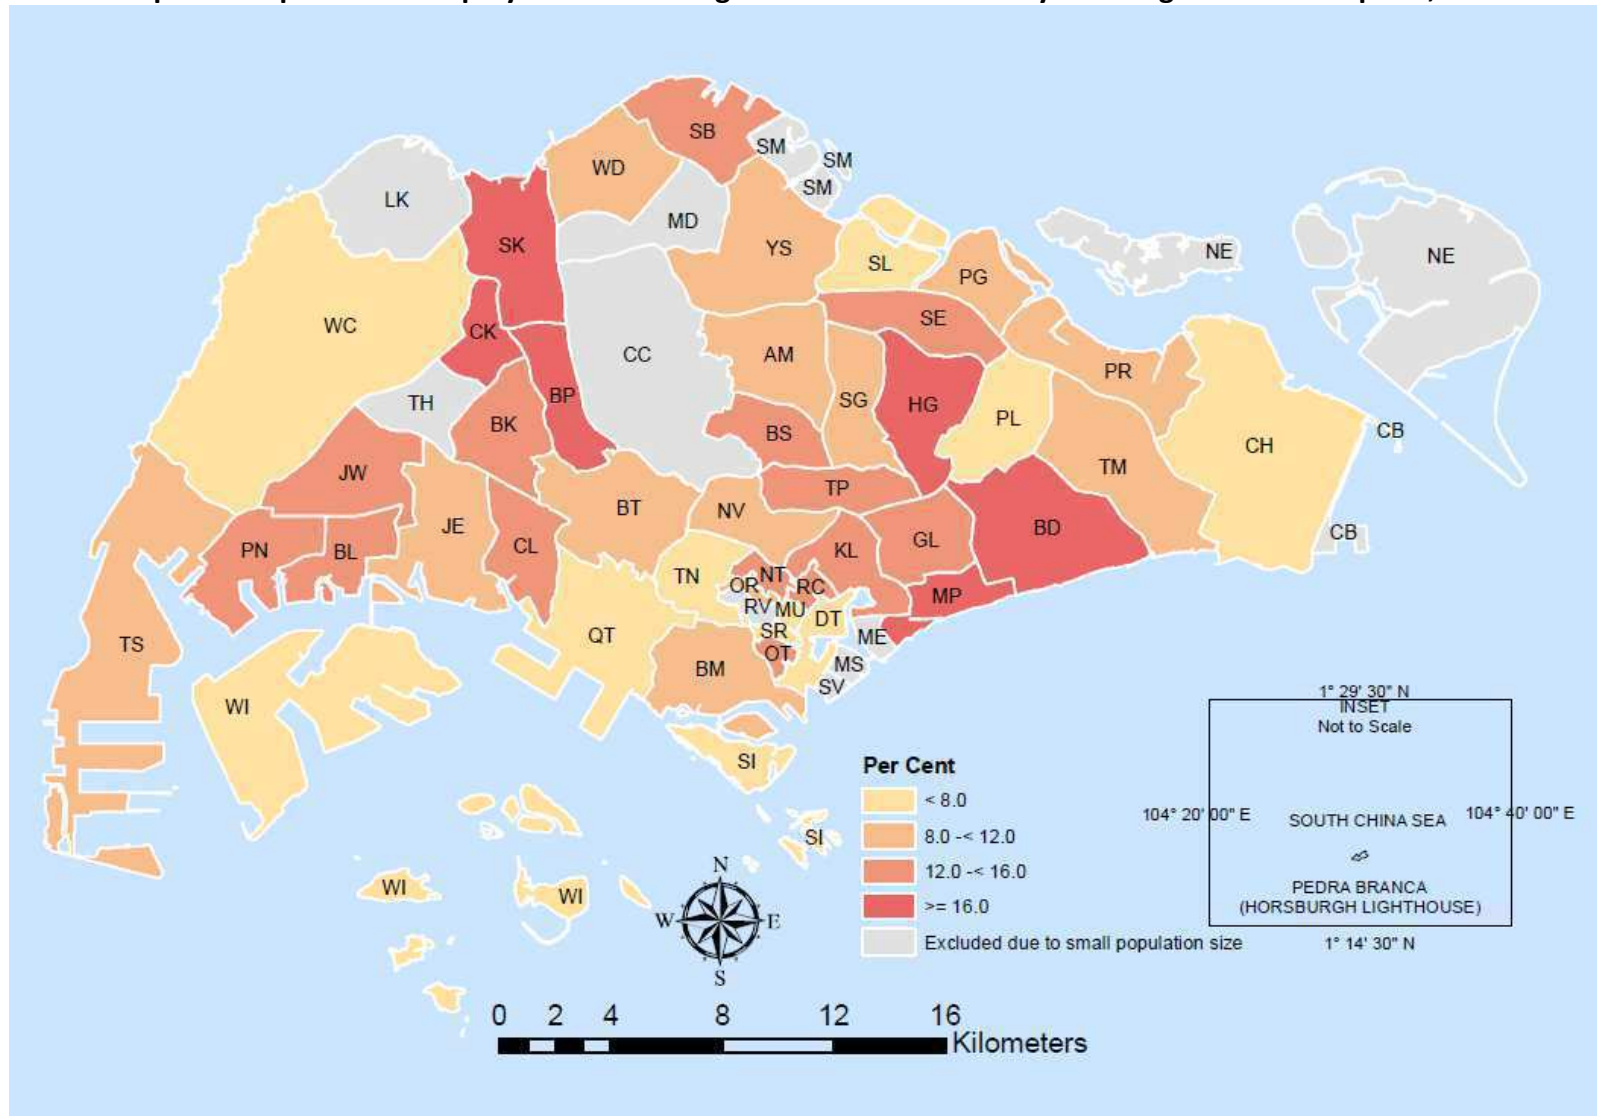 SB
SM
SM
SM
WD
LK
MD
SK
YS
SL
PG
NE
NE
WC
CK
CC
SE
AM
PR
TH
BP
BK
BS
SG
HG
PL
CB
CH
JW
TM
TP
BT
NV
JE
BD
CB
PN
BL
CL
KL
GL
TN
OR
NT
RC
MP
RV
MU
DT
SR
ME
TS
QT
OT
BM
MS
SV
WI
SI
SI
WI
WI
Per Cent
< 8.0
8.0 -< 12.0
12.0 -< 16.0
>= 16.0
Excluded due to small population size
1° 29' 30" N
INSET
Not to Scale
104° 20' 00" E
SOUTH CHINA SEA
104° 40' 00" E
PEDRA BRANCA
(HORSBURGH LIGHTHOUSE)
1° 14' 30" N
N
W
E
S
0 2 4 8 12 16
Kilometers